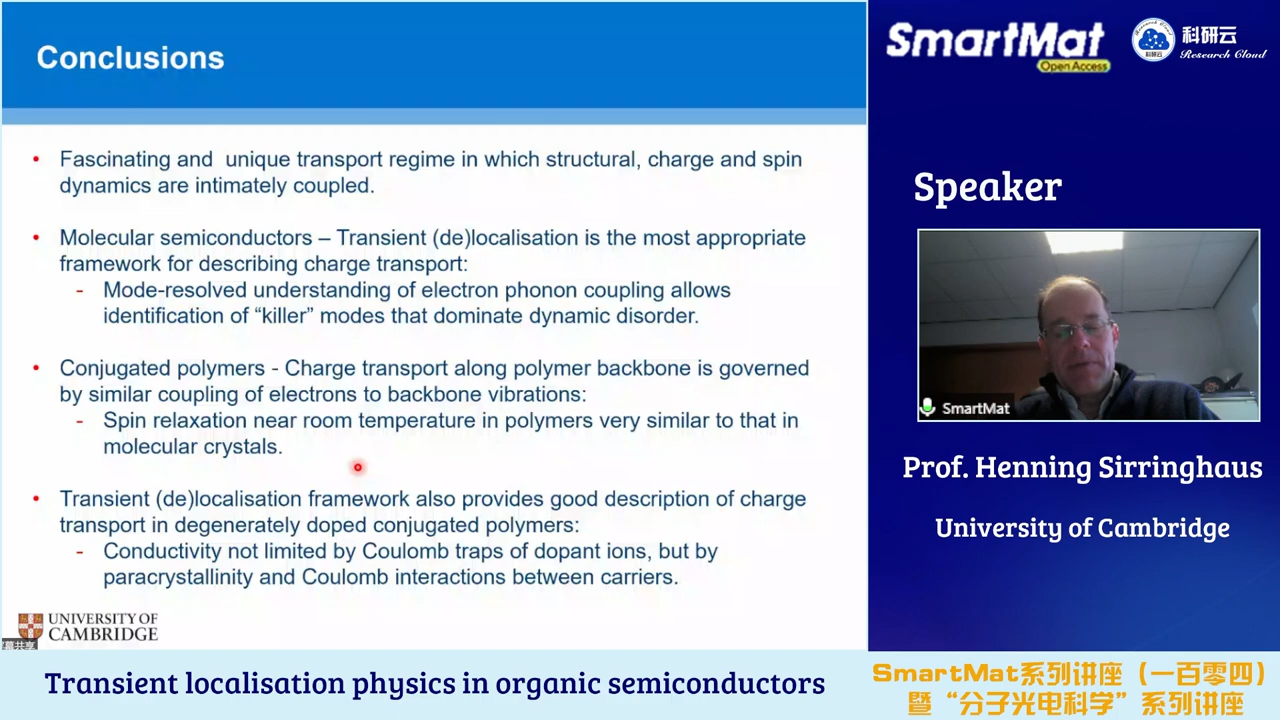 Conclusions
• Fascinating and unique transport regime in which structural, charge and spin
dynamics are intimately coupled.
• Molecular semiconductors – Transient (de)localisation is the most appropriate
framework for describing charge transport:
- Mode-resolved understanding of electron phonon coupling allows
identification of “killer” modes that dominate dynamic disorder.
• Conjugated polymers - Charge transport along polymer backbone is governed
by similar coupling of electrons to backbone vibrations:
- Spin relaxation near room temperature in polymers very similar to that in
molecular crystals.
• Transient (de)localisation framework also provides good description of charge
transport in degenerately doped conjugated polymers:
- Conductivity not limited by Coulomb traps of dopant ions, but by
paracrystallinity and Coulomb interactions between carriers.
UNIVERSITY OF
CAMBRIDGE
SmartMat
Open Access
科研云
Research Cloud
Speaker
SmartMat
Prof. Henning Sirringhaus
University of Cambridge
Transient localisation physics in organic semiconductors
SmartMat系列讲座（一百零四）
暨“分子光电科学”系列讲座